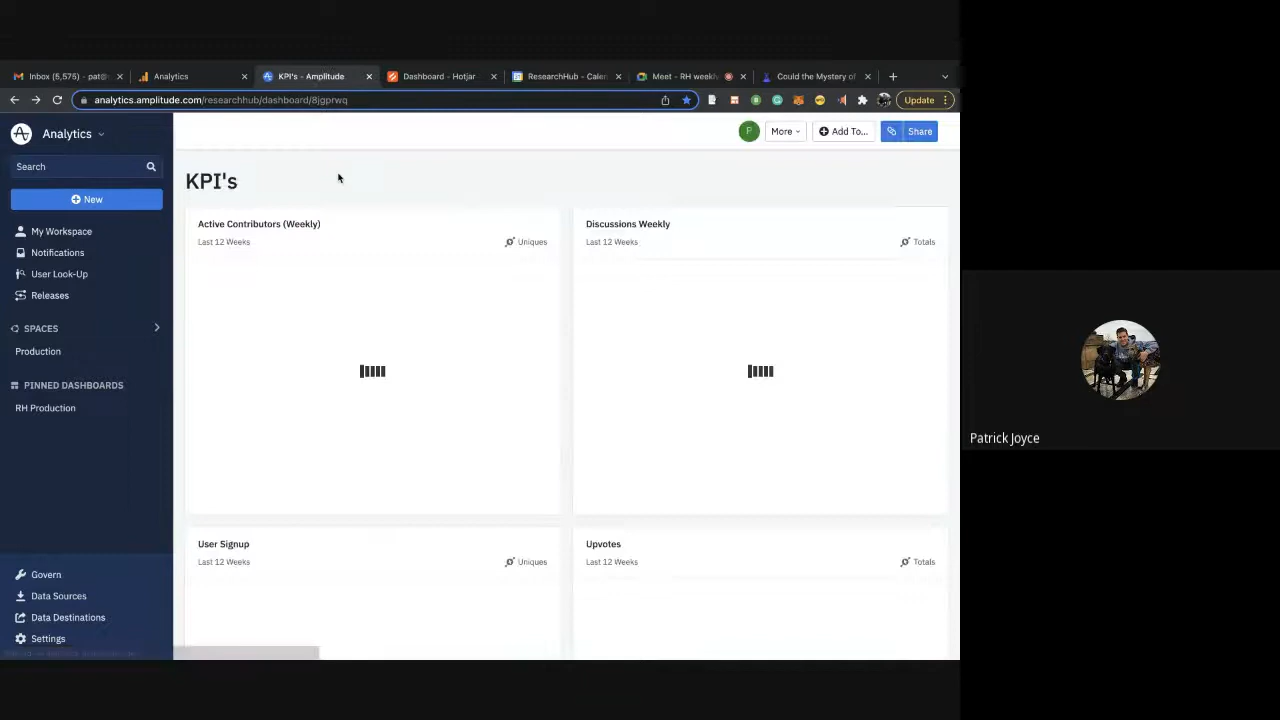 Inbox (5,575) - pat@
Analytics
KPI's - Amplitude
Dashboard - Hotjar
ResearchHub - Calen
Meet - RH weekly
Could the Mystery of
analytics.amplitude.com/researchhub/dashboard/8jgprwq
Update
Analytics
P
More
Add To...
Share
Search
New
KPI's
My Workspace
Notifications
User Look-Up
Releases
SPACES
Production
PINNED DASHBOARDS
RH Production
Govern
Data Sources
Data Destinations
Settings
Active Contributors (Weekly)
Last 12 Weeks
Uniques
Discussions Weekly
Last 12 Weeks
Totals
User Signup
Last 12 Weeks
Uniques
Upvotes
Last 12 Weeks
Totals
Patrick Joyce